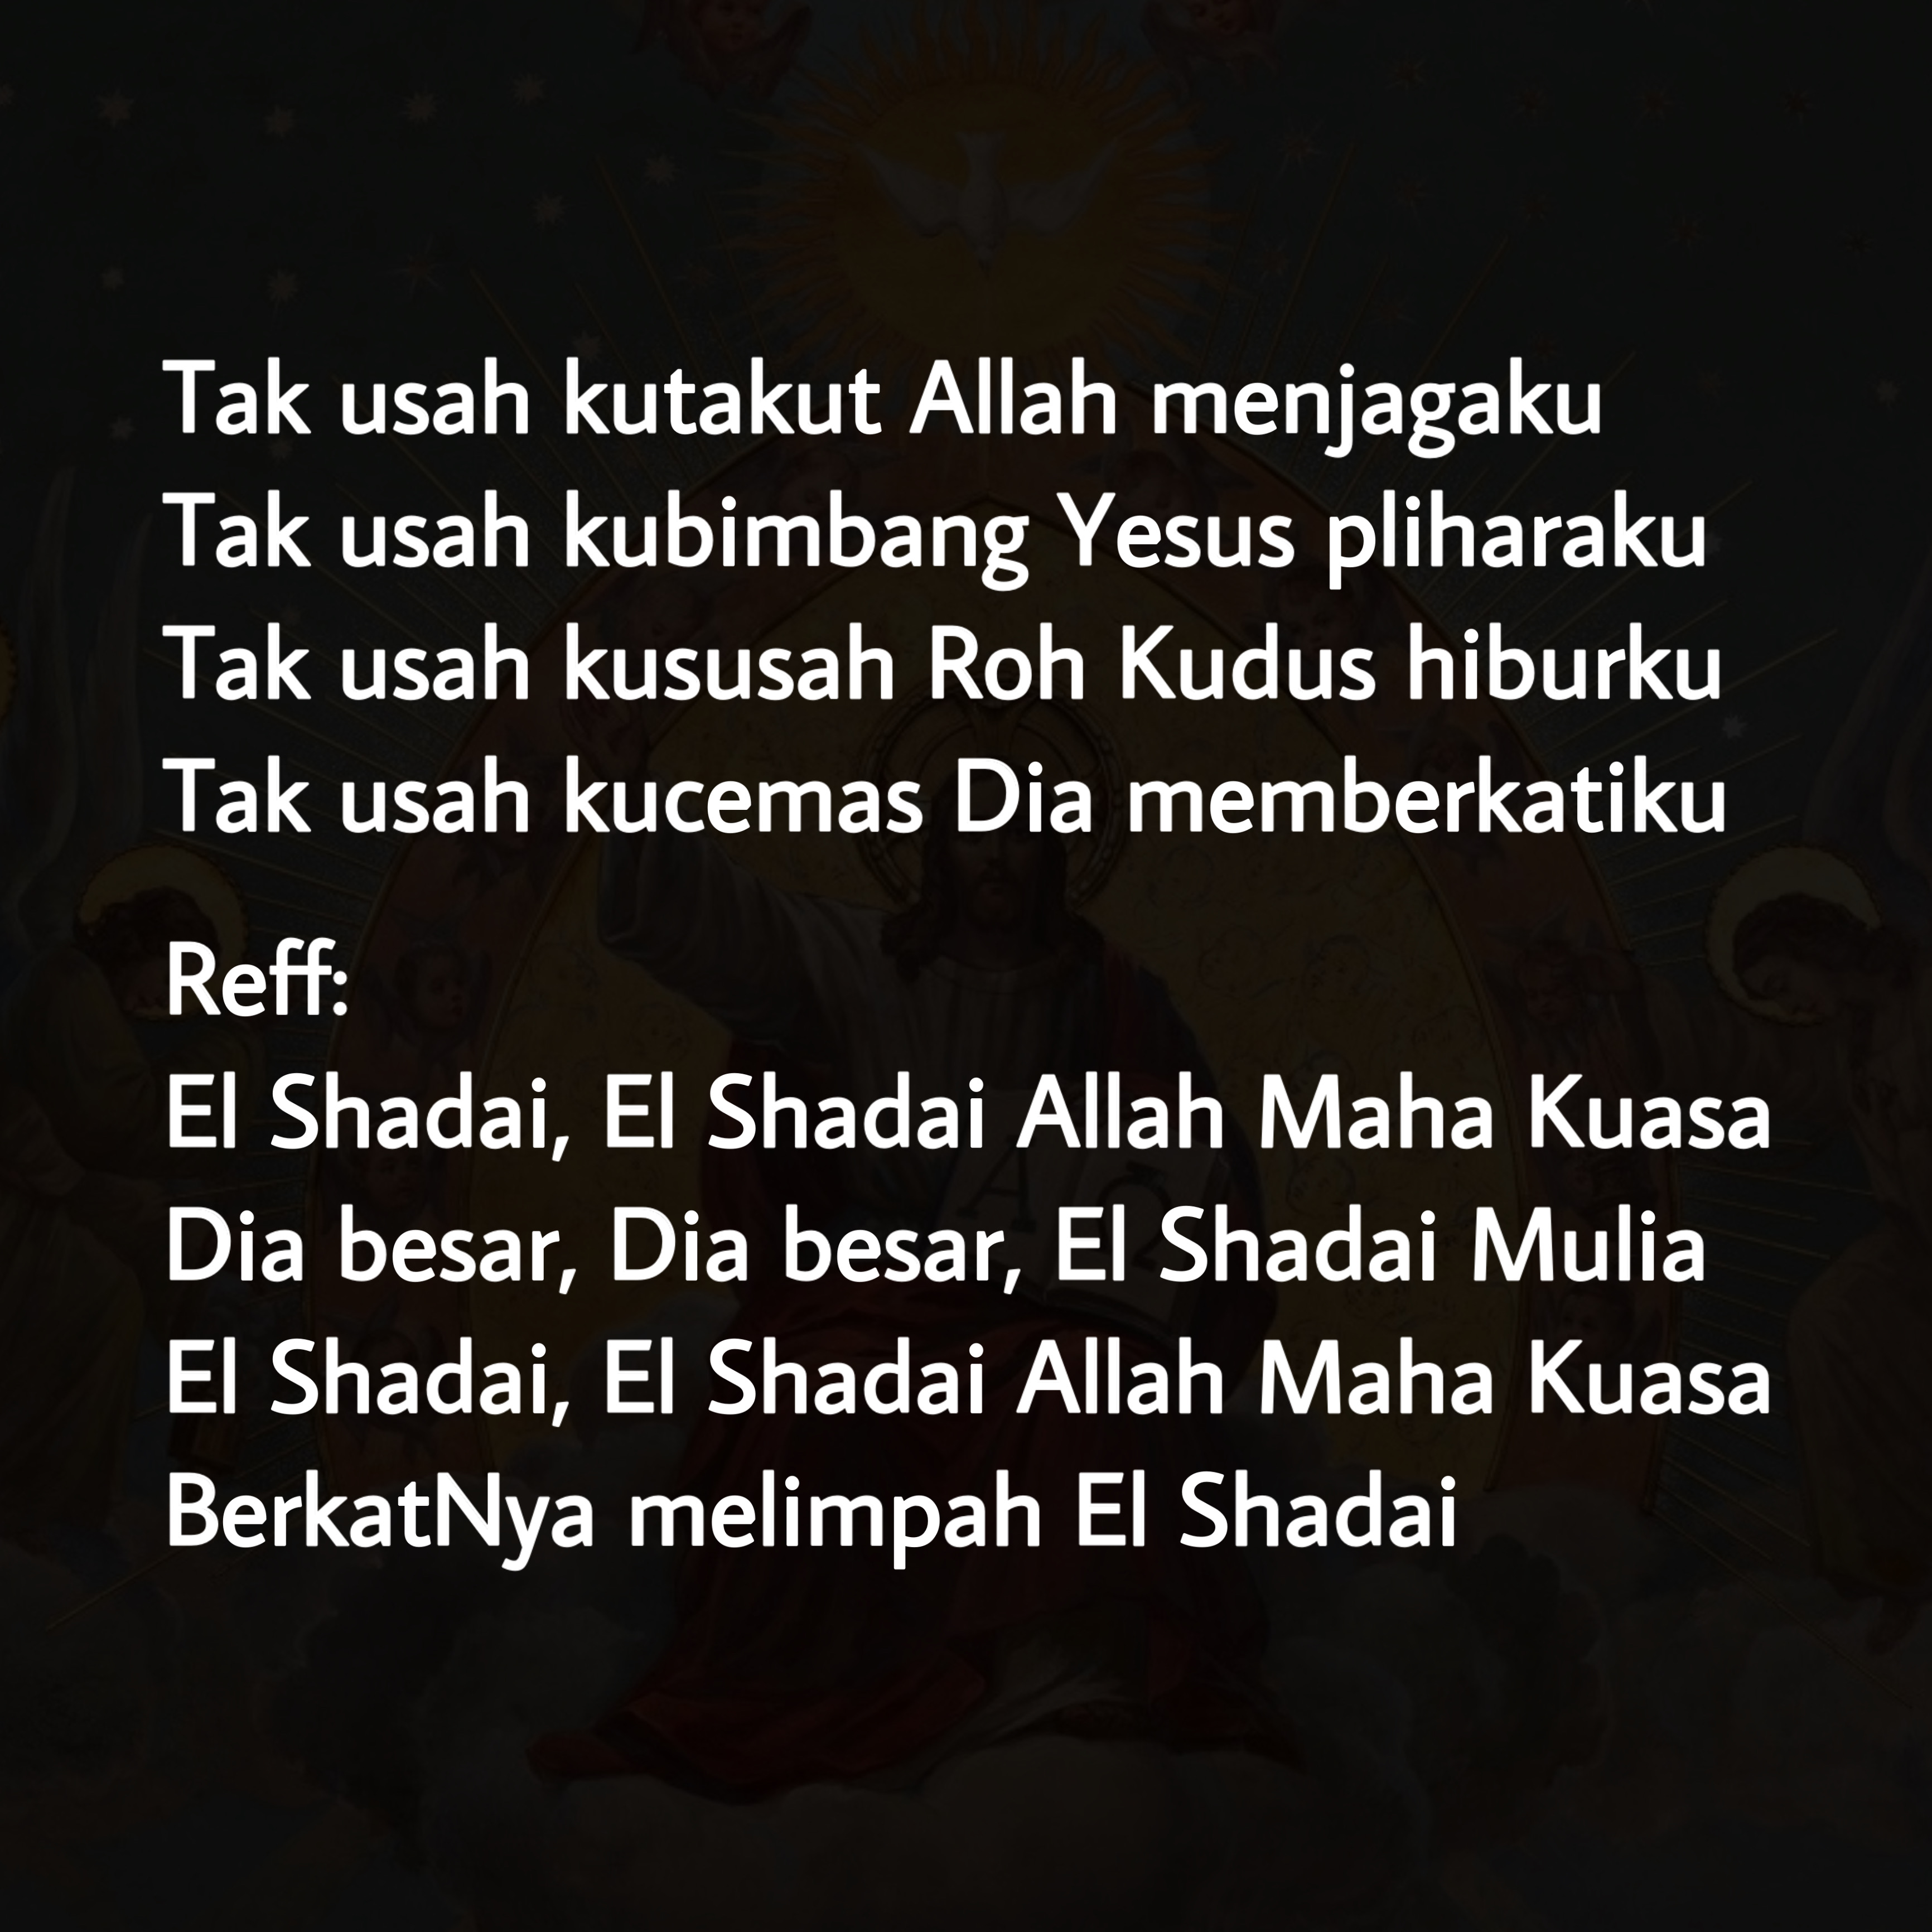 Tak usah kutakut Allah menjagaku
Tak usah kubimbang Yesus pliharaku
Tak usah kususah Roh Kudus hiburku
Tak usah kucemas Dia memberkatiku
Reff:
El Shadai, El Shadai Allah Maha Kuasa
Dia besar, Dia besar, El Shadai Mulia
El Shadai, El Shadai Allah Maha Kuasa
BerkatNya melimpah El Shadai
Α Ω